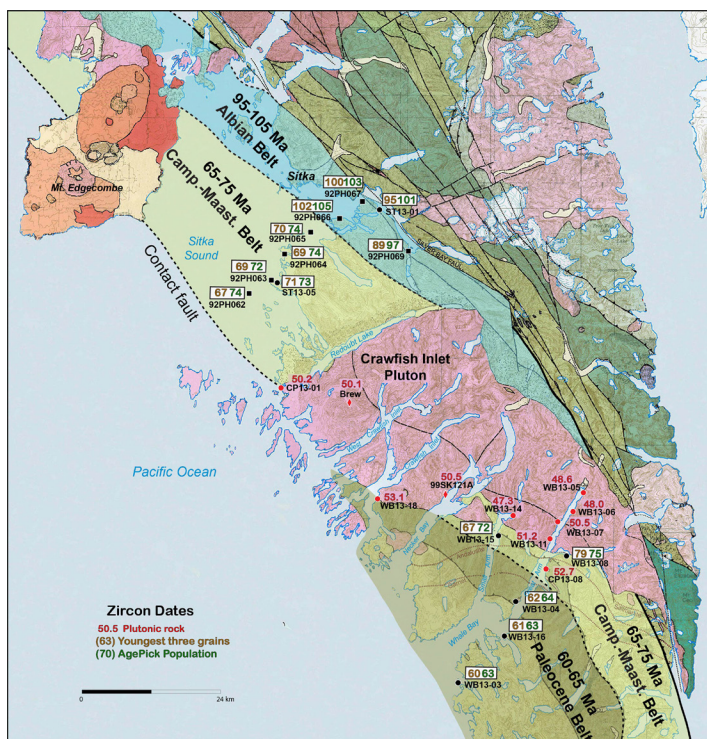 95-105 Ma
Albian Belt
65-75 Ma
Camp.-Maast. Belt
Mt. Edgecombe
Sitka
100 103
92PH067
95 101
ST13-01
102 105
92PH066
70 74
92PH065
89 97
92PH069
69 74
92PH064
Sitka
Sound
69 72
92PH063
71 73
ST13-05
67 74
92PH062
Contact fault
Redoubt Lake
Crawfish Inlet
Pluton
50.2
CP13-01
50.1
Brew
Pacific Ocean
50.5
99SK121A
53.1
WB13-18
47.3
WB13-14
48.6
WB13-05
48.0
WB13-06
50.5
WB13-07
51.2
WB13-11
67 72
WB13-15
79 75
WB13-08
52.7
CP13-08
62 64
WB13-04
Whale Bay
61 63
WB13-16
60 63
WB13-03
60-65 Ma
Paleocene Belt
65-75 Ma
Camp.-Maast. Belt
Zircon Dates
50.5 Plutonic rock
(63) Youngest three grains
(70) AgePick Population
0
24 km